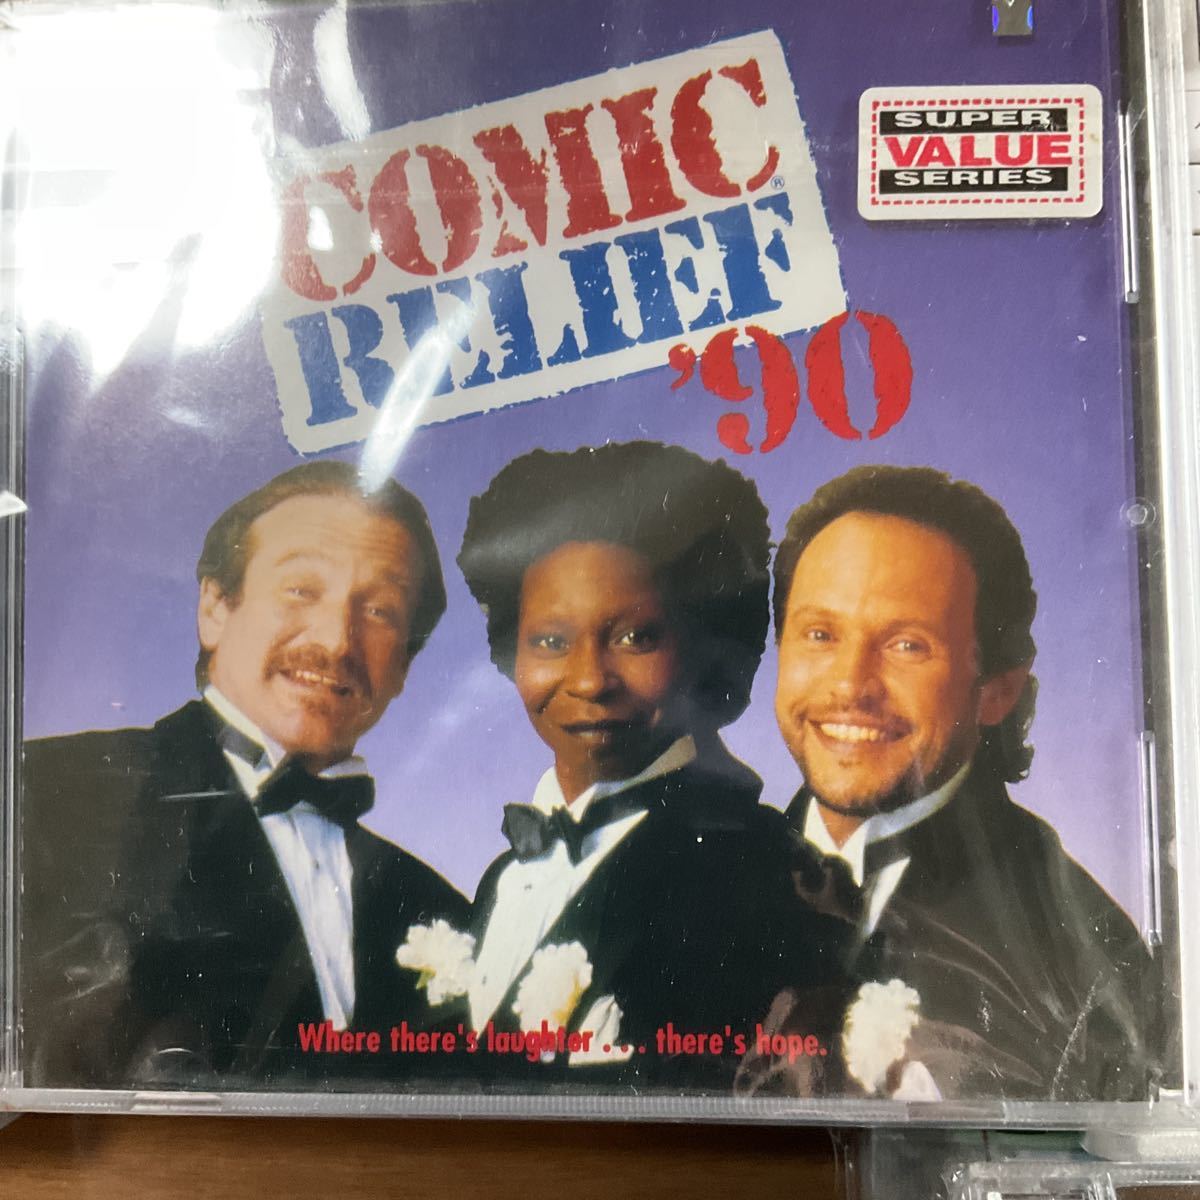 COMIC®
RELIEF
'90
SUPER
VALUE
SERIES
Where there's laughter... there's hope.